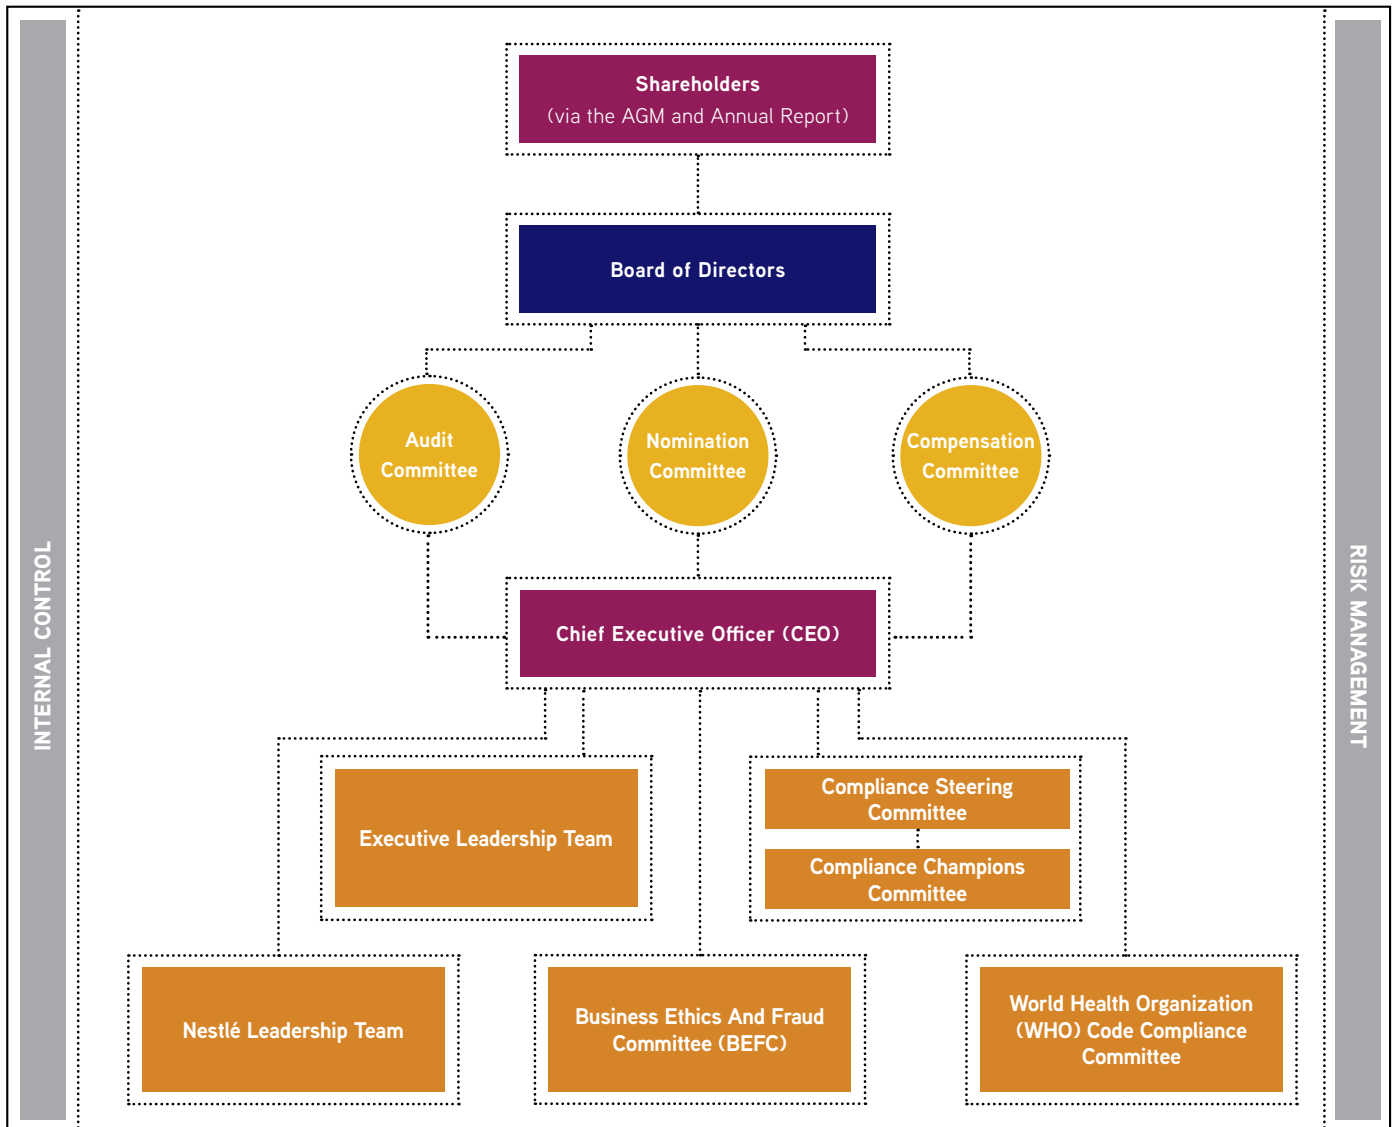 Shareholders
(via the AGM and Annual Report)
Board of Directors
Audit
Committee
Nomination
Committee
Compensation
Committee
INTERNAL CONTROL
RISK MANAGEMENT
Chief Executive Officer (CEO)
Executive Leadership Team
Compliance Steering
Committee
Compliance Champions
Committee
Nestlé Leadership Team
Business Ethics And Fraud
Committee (BEFC)
World Health Organization
(WHO) Code Compliance
Committee